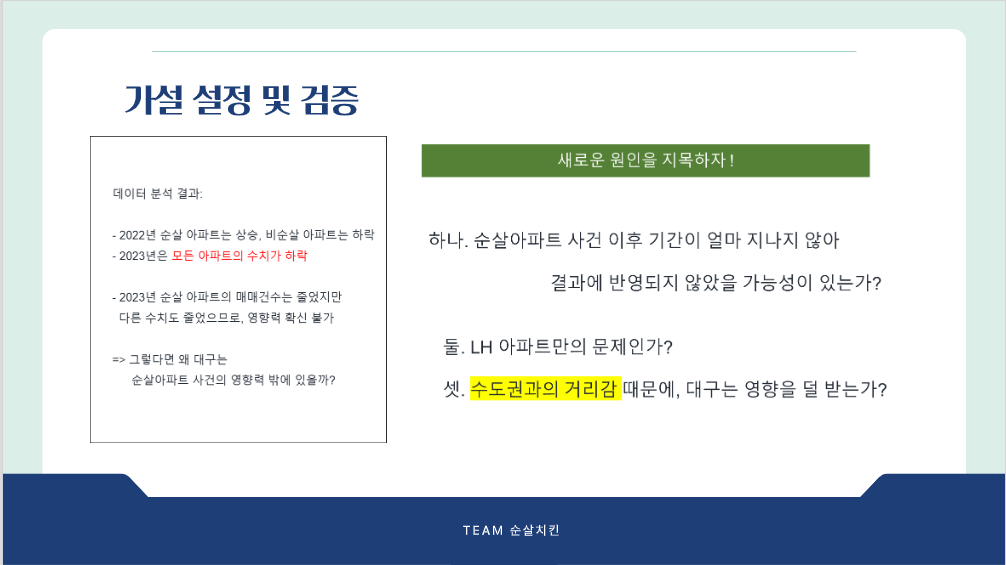 가설 설정 및 검증
데이터 분석 결과:
- 2022년 순살 아파트는 상승, 비순살 아파트는 하락
- 2023년은 모든 아파트의 수치가 하락
- 2023년 순살 아파트의 매매건수는 줄었지만
다른 수치도 줄었으므로, 영향력 확신 불가
=> 그렇다면 왜 대구는
순살아파트 사건의 영향력 밖에 있을까?
새로운 원인을 지목하자!
하나. 순살아파트 사건 이후 기간이 얼마 지나지 않아
결과에 반영되지 않았을 가능성이 있는가?
둘. LH 아파트만의 문제인가?
셋. 수도권과의 거리감 때문에, 대구는 영향을 덜 받는가?
TEAM 순살치킨